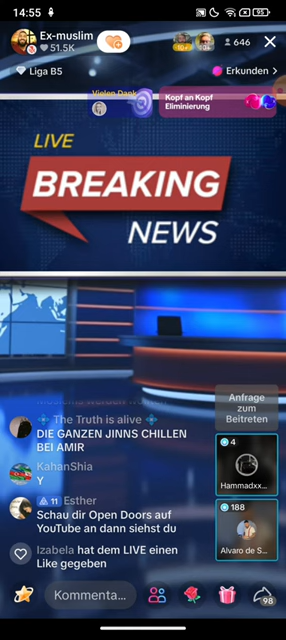 14:55
95
Ex-muslim
51.5K
646
Liga B5
Erkunden >
Vielen Dank
Kopf an Kopf
Eliminierung
LIVE
BREAKING
NEWS
The Truth is alive
DIE GANZEN JINNS CHILLEN
BEI AMIR
KahanShia
Y
11 Esther
Schau dir Open Doors auf
YouTube an dann siehst du
Izabela hat dem LIVE einen
Like gegeben
Anfrage
zum
Beitreten
4
Hammadxx...
188
Alvaro de S...
Kommenta...
98